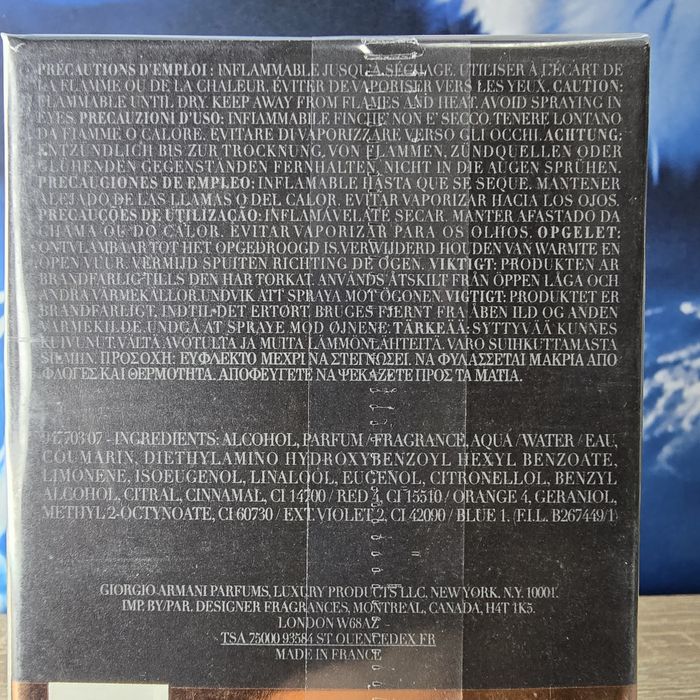 PRÉCAUTIONS D'EMPLOI : INFLAMMABLE JUSQU'À SÉCHAGE. UTILISER À L'ÉCART DE
LA FLAMME OU DE LA CHALEUR. ÉVITER DE VAPORISER VERS LES YEUX. CAUTION:
FLAMMABLE UNTIL DRY. KEEP AWAY FROM FLAMES AND HEAT. AVOID SPRAYING IN
EYES. PRECAUZIONI D'USO: INFIAMMABILE FINCHE' NON E' SECCO. TENERE LONTANO
DA FIAMME O CALORE. EVITARE DI VAPORIZZARE VERSO GLI OCCHI. ACHTUNG:
ENTZÜNDLICH BIS ZUR TROCKNUNG, VON FLAMMEN, ZÜNDQUELLEN ODER
GLÜHENDEN GEGENSTÄNDEN FERNHALTEN, NICHT IN DIE AUGEN SPRÜHEN.
PRECAUCIONES DE EMPLEO: INFLAMABLE HASTA QUE SE SEQUE. MANTENER
ALEJADO DE LAS LLAMAS O DEL CALOR. EVITAR VAPORIZAR HACIA LOS OJOS.
PRECAUÇÕES DE UTILIZAÇÃO: INFLAMÁVEL ATÉ SECAR. MANTER AFASTADO DA
CHAMA OU DO CALOR. EVITAR VAPORIZAR PARA OS OLHOS. OPGELET:
ONTVLAMBAAR TOT HET OPGEDROOGD IS.VERWIJDERD HOUDEN VAN WARMTE EN
OPEN VUUR. VERMIJD SPUITEN RICHTING DE OGEN. VIKTIGT: PRODUKTEN ÄR
BRANDFARLIG TILLS DEN HAR TORKAT. ANVÄNDS ÅTSKILT FRÅN ÖPPEN LÅGA OCH
ANDRA VÄRMEKÄLLOR.UNDVIK ATT SPRAYA MOT ÖGONEN VIGTIGT: PRODUKTET ER
BRANDFARLIGT, INDTIL DET ERTØRT, BRUGES FJERNT FRA ÅBEN ILD OG ANDEN
VARMEKILDE. UNDGÅ AT SPRAYE MOD ØJNENE. TÄRKEÄÄ: SYTTYVÄÄ KUNNES
KUIVUNUT. VÄLTÄ AVOTULTA JA MUITA LÄMMÖNLÄHTEITÄ. VARO SUIHKUTTAMASTA
SILMIIN. ΠΡΟΣΟΧΗ: ΕΥΦΛΕΚΤΟ ΜΕΧΡΙ ΝΑ ΣΤΕΓΝΩΣΕΙ. ΝΑ ΦΥΛΑΣΣΕΤΑΙ ΜΑΚΡΙΑ ΑΠΟ
ΦΛΟΓΕΣ ΚΑΙ ΘΕΡΜΟΤΗΤΑ. ΑΠΟΦΕΥΓΕΤΕ ΝΑ ΨΕΚΑΖΕΤΕ ΠΡΟΣ ΤΑ ΜΑΤΙΑ.
947703 07 - INGREDIENTS: ALCOHOL, PARFUM / FRAGRANCE, AQUA / WATER / EAU,
COUMARIN, DIETHYLAMINO HYDROXYBENZOYL HEXYL BENZOATE,
LIMONENE, ISOEUGENOL, LINALOOL, EUGENOL, CITRONELLOL, BENZYL
ALCOHOL, CITRAL, CINNAMAL, CI 14700 / RED 4, CI 15510 / ORANGE 4, GERANIOL,
METHYL 2-OCTYNOATE, CI 60730 / EXT. VIOLET 2, CI 42090 / BLUE 1. (F.I.L. B267449/1)
GIORGIO ARMANI PARFUMS, LUXURY PRODUCTS LLC, NEW YORK, N.Y. 10001.
IMP. BY/PAR. DESIGNER FRAGRANCES, MONTREAL, CANADA, H4T 1K5.
LONDON W68AZ
TSA 75000 93584 ST OUENCEDEX FR
MADE IN FRANCE